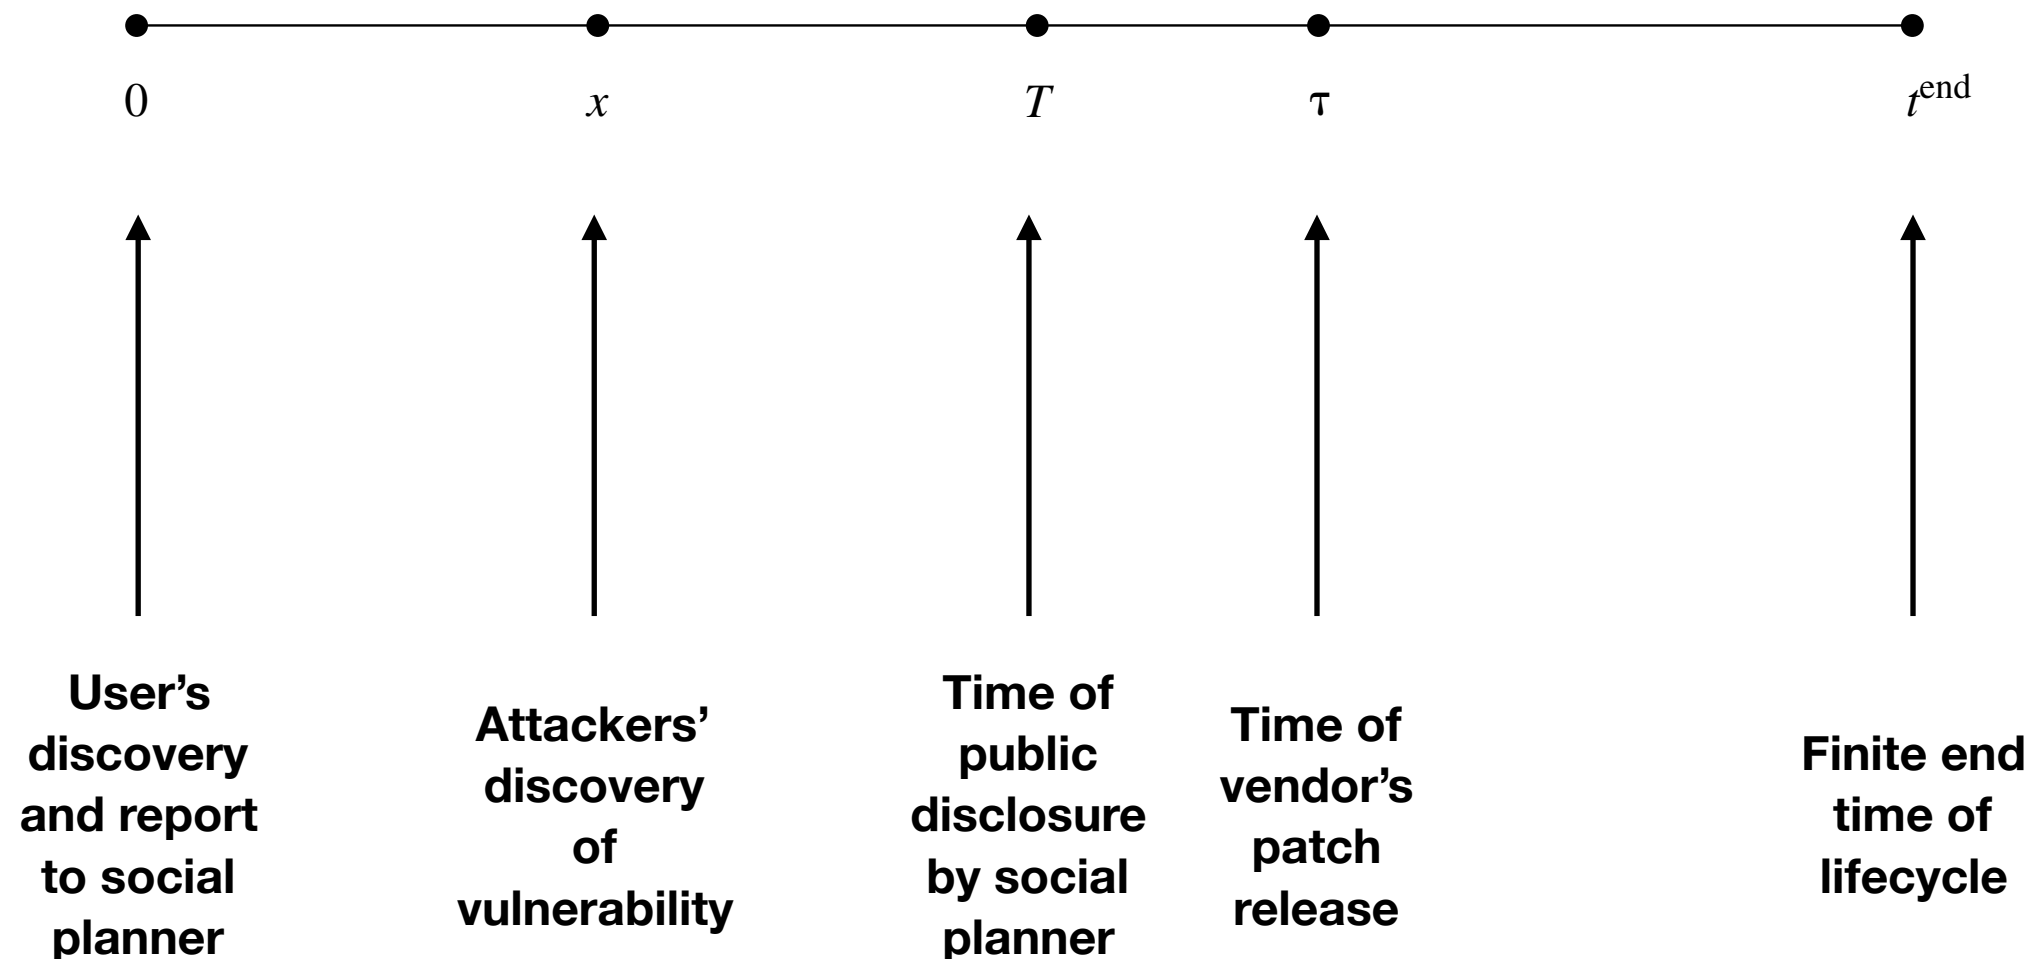 0 x T τ t^end
User’s
discovery
and report
to social
planner
Attackers’
discovery
of
vulnerability
Time of
public
disclosure
by social
planner
Time of
vendor’s
patch
release
Finite end
time of
lifecycle